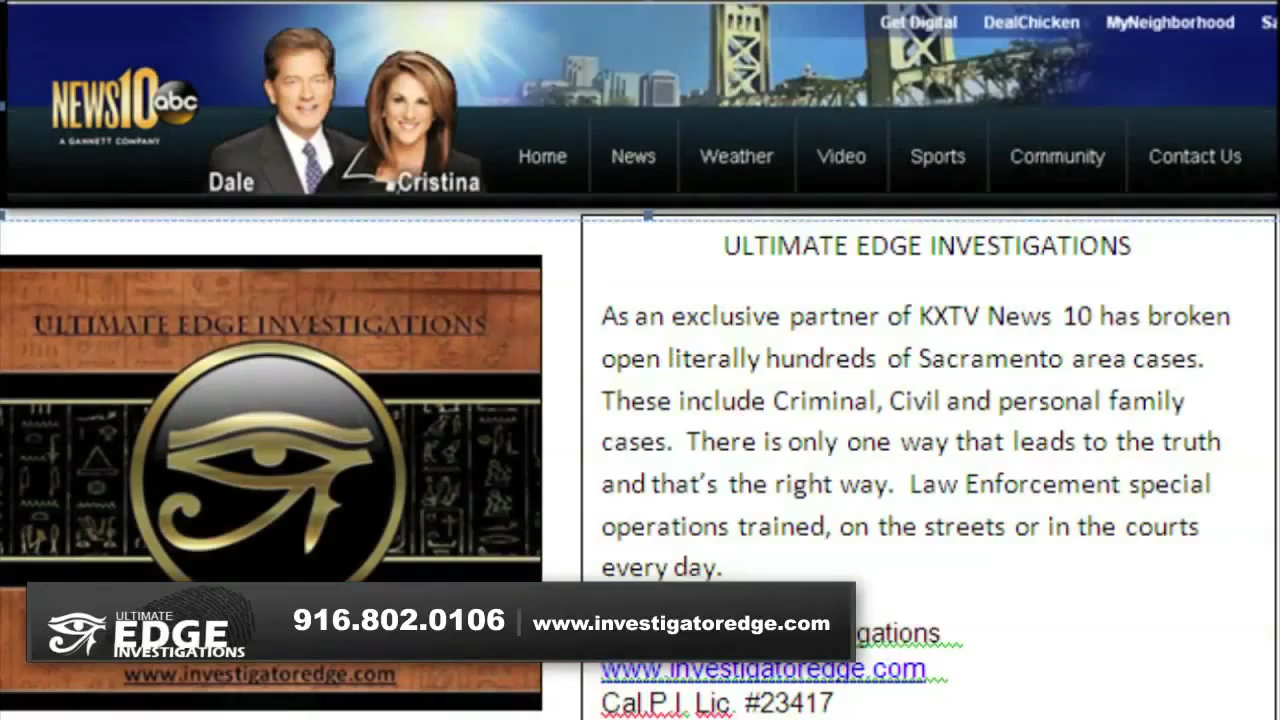 Get Digital DealChicken MyNeighborhood
NEWS10 abc
A GANNETT COMPANY
Dale Cristina
Home News Weather Video Sports Community Contact Us
ULTIMATE EDGE INVESTIGATIONS
ULTIMATE EDGE INVESTIGATIONS
As an exclusive partner of KXTV News 10 has broken
open literally hundreds of Sacramento area cases.
These include Criminal, Civil and personal family
cases. There is only one way that leads to the truth
and that's the right way. Law Enforcement special
operations trained, on the streets or in the courts
every day.
gations
www.investigatoredge.com
Cal.P.I. Lic. #23417
ULTIMATE
EDGE
INVESTIGATIONS
916.802.0106 | www.investigatoredge.com
www.investigatoredge.com